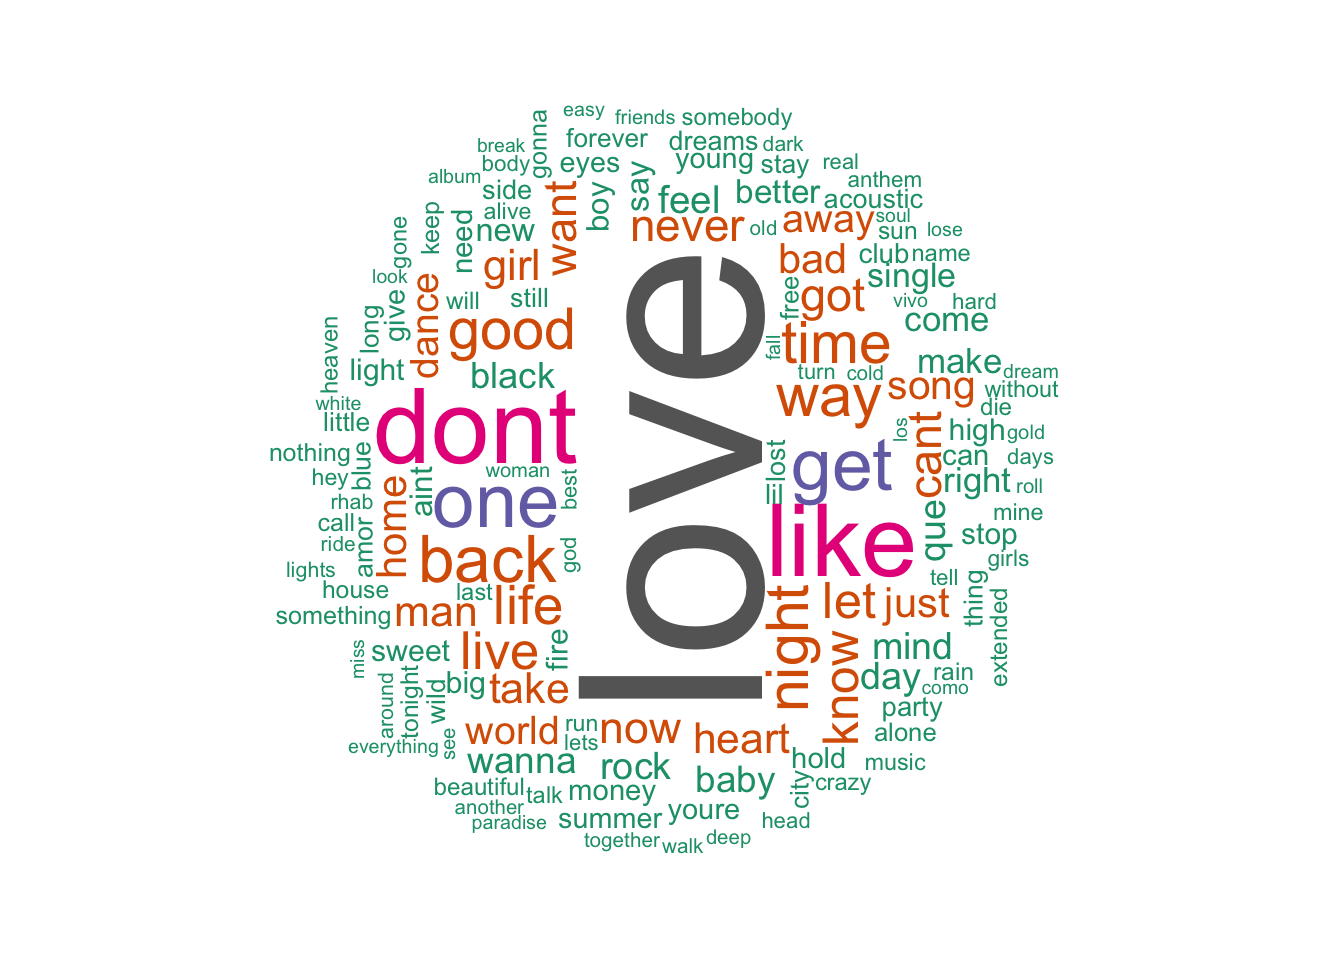 easy
friends
somebody
gonna
forever
dreams
dark
break
body
eyes
say
young
stay
real
album
side
want
boy
feel
better
anthem
acoustic
alive
keep
need
new
never
old
away
soul
sun
lose
gone
girl
love
bad
club
name
look
dance
will
still
free
got
single
vivo
hard
long
give
good
fall
time
come
heaven
light
black
turn
cold
make
dream
white
dont
way
song
without
little
die
nothing
blue
woman
lost
get
los
cant
high
gold
hey
aint
best
ill
can
days
rhab
home
one
right
roll
call
amor
like
que
mine
ride
back
god
stop
lights
girls
house
last
tell
something
man
life
night
let
just
thing
extended
miss
sweet
live
fire
know
mind
around
tonight
wild
big
take
day
rain
como
party
everything
see
world
run
lets
now
heart
alone
wanna
rock
baby
hold
music
beautiful
talk
money
city
crazy
another
paradise
summer
youre
head
together
walk
deep